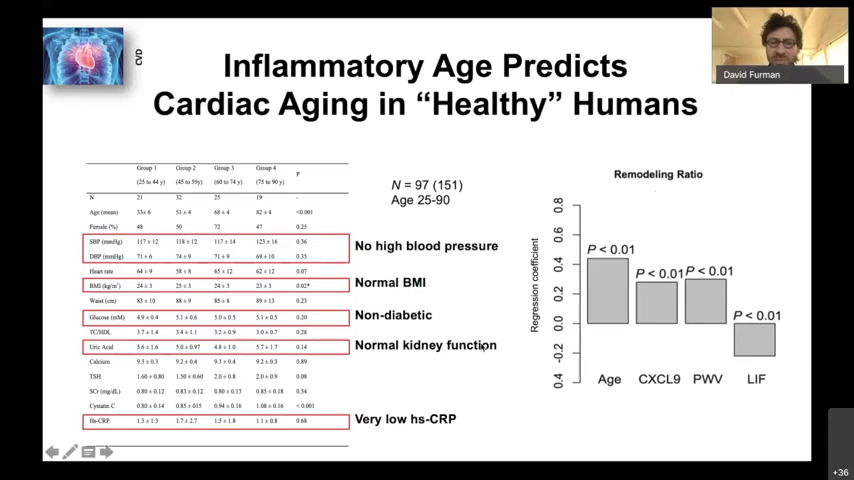 CVD
Inflammatory Age Predicts
Cardiac Aging in “Healthy” Humans
David Furman
Group 1 Group 2 Group 3 Group 4 P
(25 to 44 y) (45 to 59y) (60 to 74 y) (75 to 90 y)
N 21 32 25 19 -
Age (mean) 33± 6 53 ± 4 68 ± 4 82 ± 4 <0.001
Female (%) 48 50 72 47 0.25
SBP (mmHg) 117 ± 12 118 ± 12 117 ± 14 123 ± 16 0.36
DBP (mmHg) 71 ± 6 74 ± 9 71 ± 9 69 ± 10 0.35
Heart rate 64 ± 9 58 ± 8 65 ± 12 62 ± 12 0.07
BMI (kg/m²) 24 ± 3 25 ± 3 24 ± 3 23 ± 3 0.02*
Waist (cm) 83 ± 10 88 ± 9 85 ± 8 89 ± 13 0.23
Glucose (mM) 4.9 ± 0.4 5.1 ± 0.6 5.0 ± 0.5 5.1 ± 0.5 0.20
TC/HDL 3.7 ± 1.4 3.4 ± 1.1 3.2 ± 0.9 3.0 ± 0.7 0.28
Uric Acid 5.6 ± 1.6 5.0 ± 0.97 4.8 ± 1.0 5.7 ± 1.7 0.14
Calcium 9.3 ± 0.3 9.2 ± 0.4 9.3 ± 0.4 9.2 ± 0.3 0.89
TSH 1.60 ± 0.80 1.50 ± 0.60 2.0 ± 0.8 2.0 ± 0.9 0.08
SCr (mg/dL) 0.80 ± 0.12 0.83 ± 0.12 0.80 ± 0.13 0.85 ± 0.18 0.54
Cystatin C 0.80 ± 0.14 0.85 ± 015 0.94 ± 0.16 1.08 ± 0.16 < 0.001
Hs-CRP 1.3 ± 1.3 1.7 ± 2.7 1.5 ± 1.8 1.1 ± 0.8 0.68
N = 97 (151)
Age 25-90
No high blood pressure
Normal BMI
Non-diabetic
Normal kidney function
Very low hs-CRP
Remodeling Ratio
Regression coefficient
0.8
0.6
0.4
0.2
0.0
-0.2
0.4
P < 0.01
P < 0.01
P < 0.01
P < 0.01
Age CXCL9 PWV LIF
+36